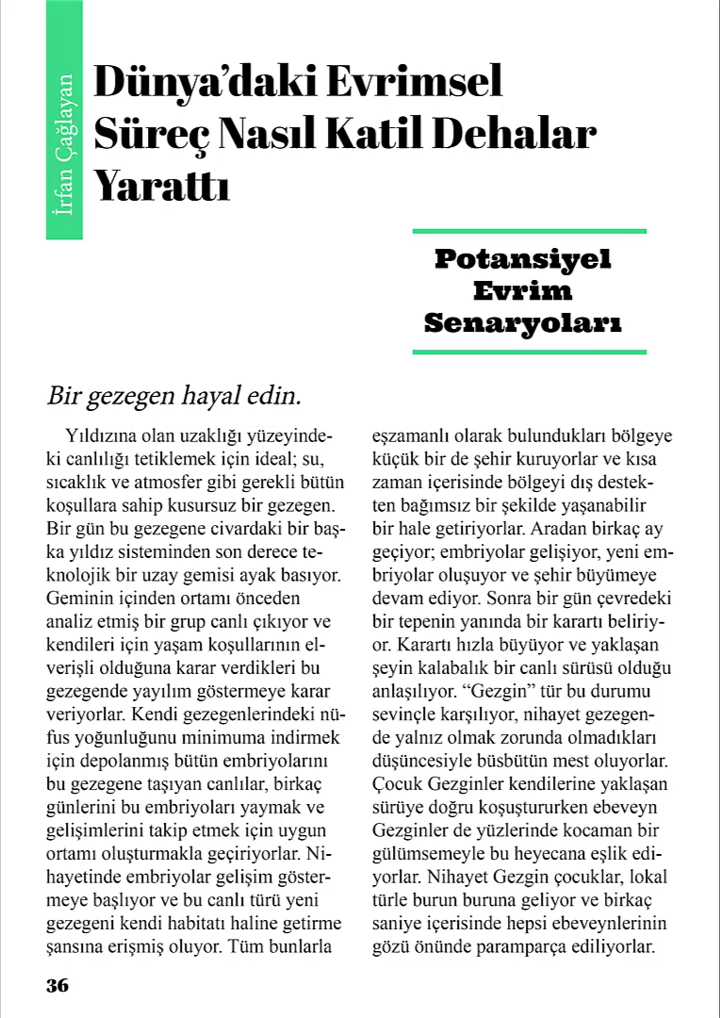 İrfan Çağlayan
Dünya’daki Evrimsel
Süreç Nasıl Katil Dehalar
Yarattı
Potansiyel
Evrim
Senaryoları
Bir gezegen hayal edin.
Yıldızına olan uzaklığı yüzeyinde-
ki canlılığı tetiklemek için ideal; su,
sıcaklık ve atmosfer gibi gerekli bütün
koşullara sahip kusursuz bir gezegen.
Bir gün bu gezegene civardaki bir baş-
ka yıldız sisteminden son derece te-
knolojik bir uzay gemisi ayak basıyor.
Geminin içinden ortamı önceden
analiz etmiş bir grup canlı çıkıyor ve
kendileri için yaşam koşullarının el-
verişli olduğuna karar verdikleri bu
gezegende yayılım göstermeye karar
veriyorlar. Kendi gezegenlerindeki nü-
fus yoğunluğunu minimuma indirmek
için depolanmış bütün embriyolarını
bu gezegene taşıyan canlılar, birkaç
günlerini bu embriyoları yaymak ve
gelişimlerini takip etmek için uygun
ortamı oluşturmakla geçiriyorlar. Ni-
hayetinde embriyolar gelişim göster-
meye başlıyor ve bu canlı türü yeni
gezegeni kendi habitatı haline getirme
şansına erişmiş oluyor. Tüm bunlarla
eşzamanlı olarak bulundukları bölgeye
küçük bir de şehir kuruyorlar ve kısa
zaman içerisinde bölgeyi dış destek-
ten bağımsız bir şekilde yaşanabilir
bir hale getiriyorlar. Aradan birkaç ay
geçiyor; embriyolar gelişiyor, yeni em-
briyolar oluşuyor ve şehir büyümeye
devam ediyor. Sonra bir gün çevredeki
bir tepenin yanında bir karartı beliriy-
or. Karartı hızla büyüyor ve yaklaşan
şeyin kalabalık bir canlı sürüsü olduğu
anlaşılıyor. “Gezgin” tür bu durumu
sevinçle karşılıyor, nihayet gezegen-
de yalnız olmak zorunda olmadıkları
düşüncesiyle büsbütün mest oluyorlar.
Çocuk Gezginler kendilerine yaklaşan
sürüye doğru koşuştururken ebeveyn
Gezginler de yüzlerinde kocaman bir
gülümsemeyle bu heyecana eşlik edi-
yorlar. Nihayet Gezgin çocuklar, lokal
türle burun buruna geliyor ve birkaç
saniye içerisinde hepsi ebeveynlerinin
gözü önünde paramparça ediliyorlar.
36